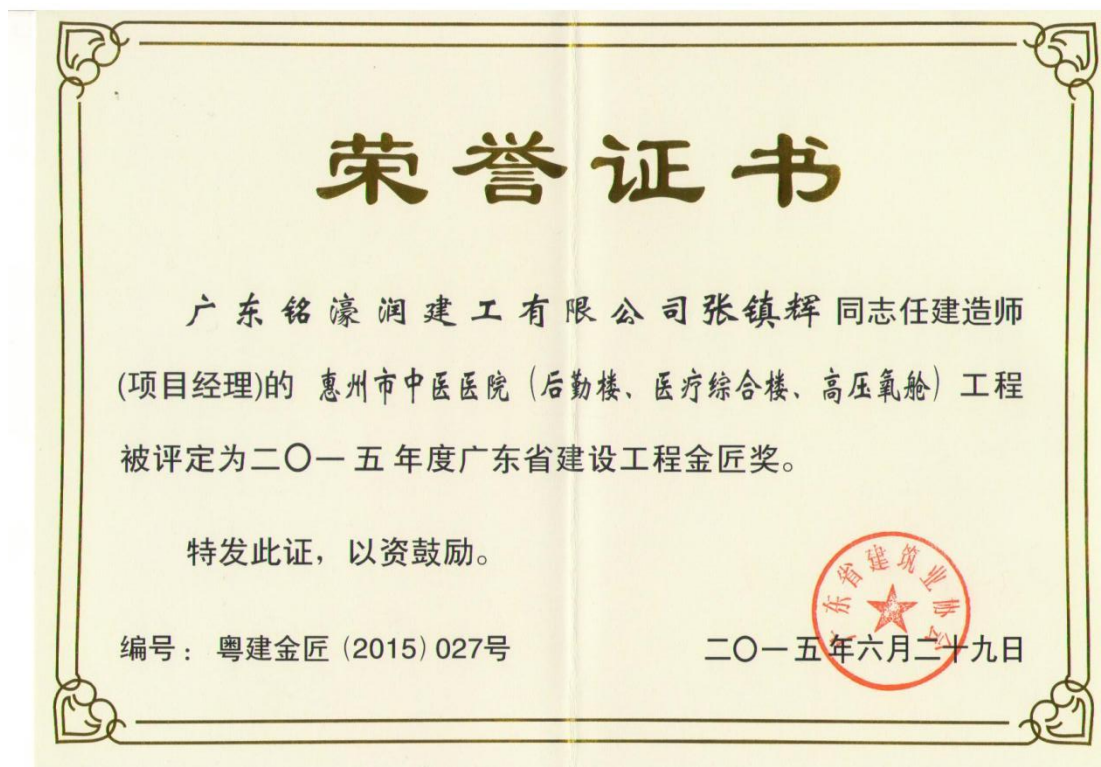 荣誉证书
广东铭濠润建工有限公司张镇辉同志任建造师
(项目经理)的 惠州市中医医院（后勤楼、医疗综合楼、高压氧舱）工程
被评定为二〇一五年度广东省建设工程金匠奖。
特发此证，以资鼓励。
广东省建筑业协会
编号：粤建金匠（2015）027号
二〇一五年六月二十九日